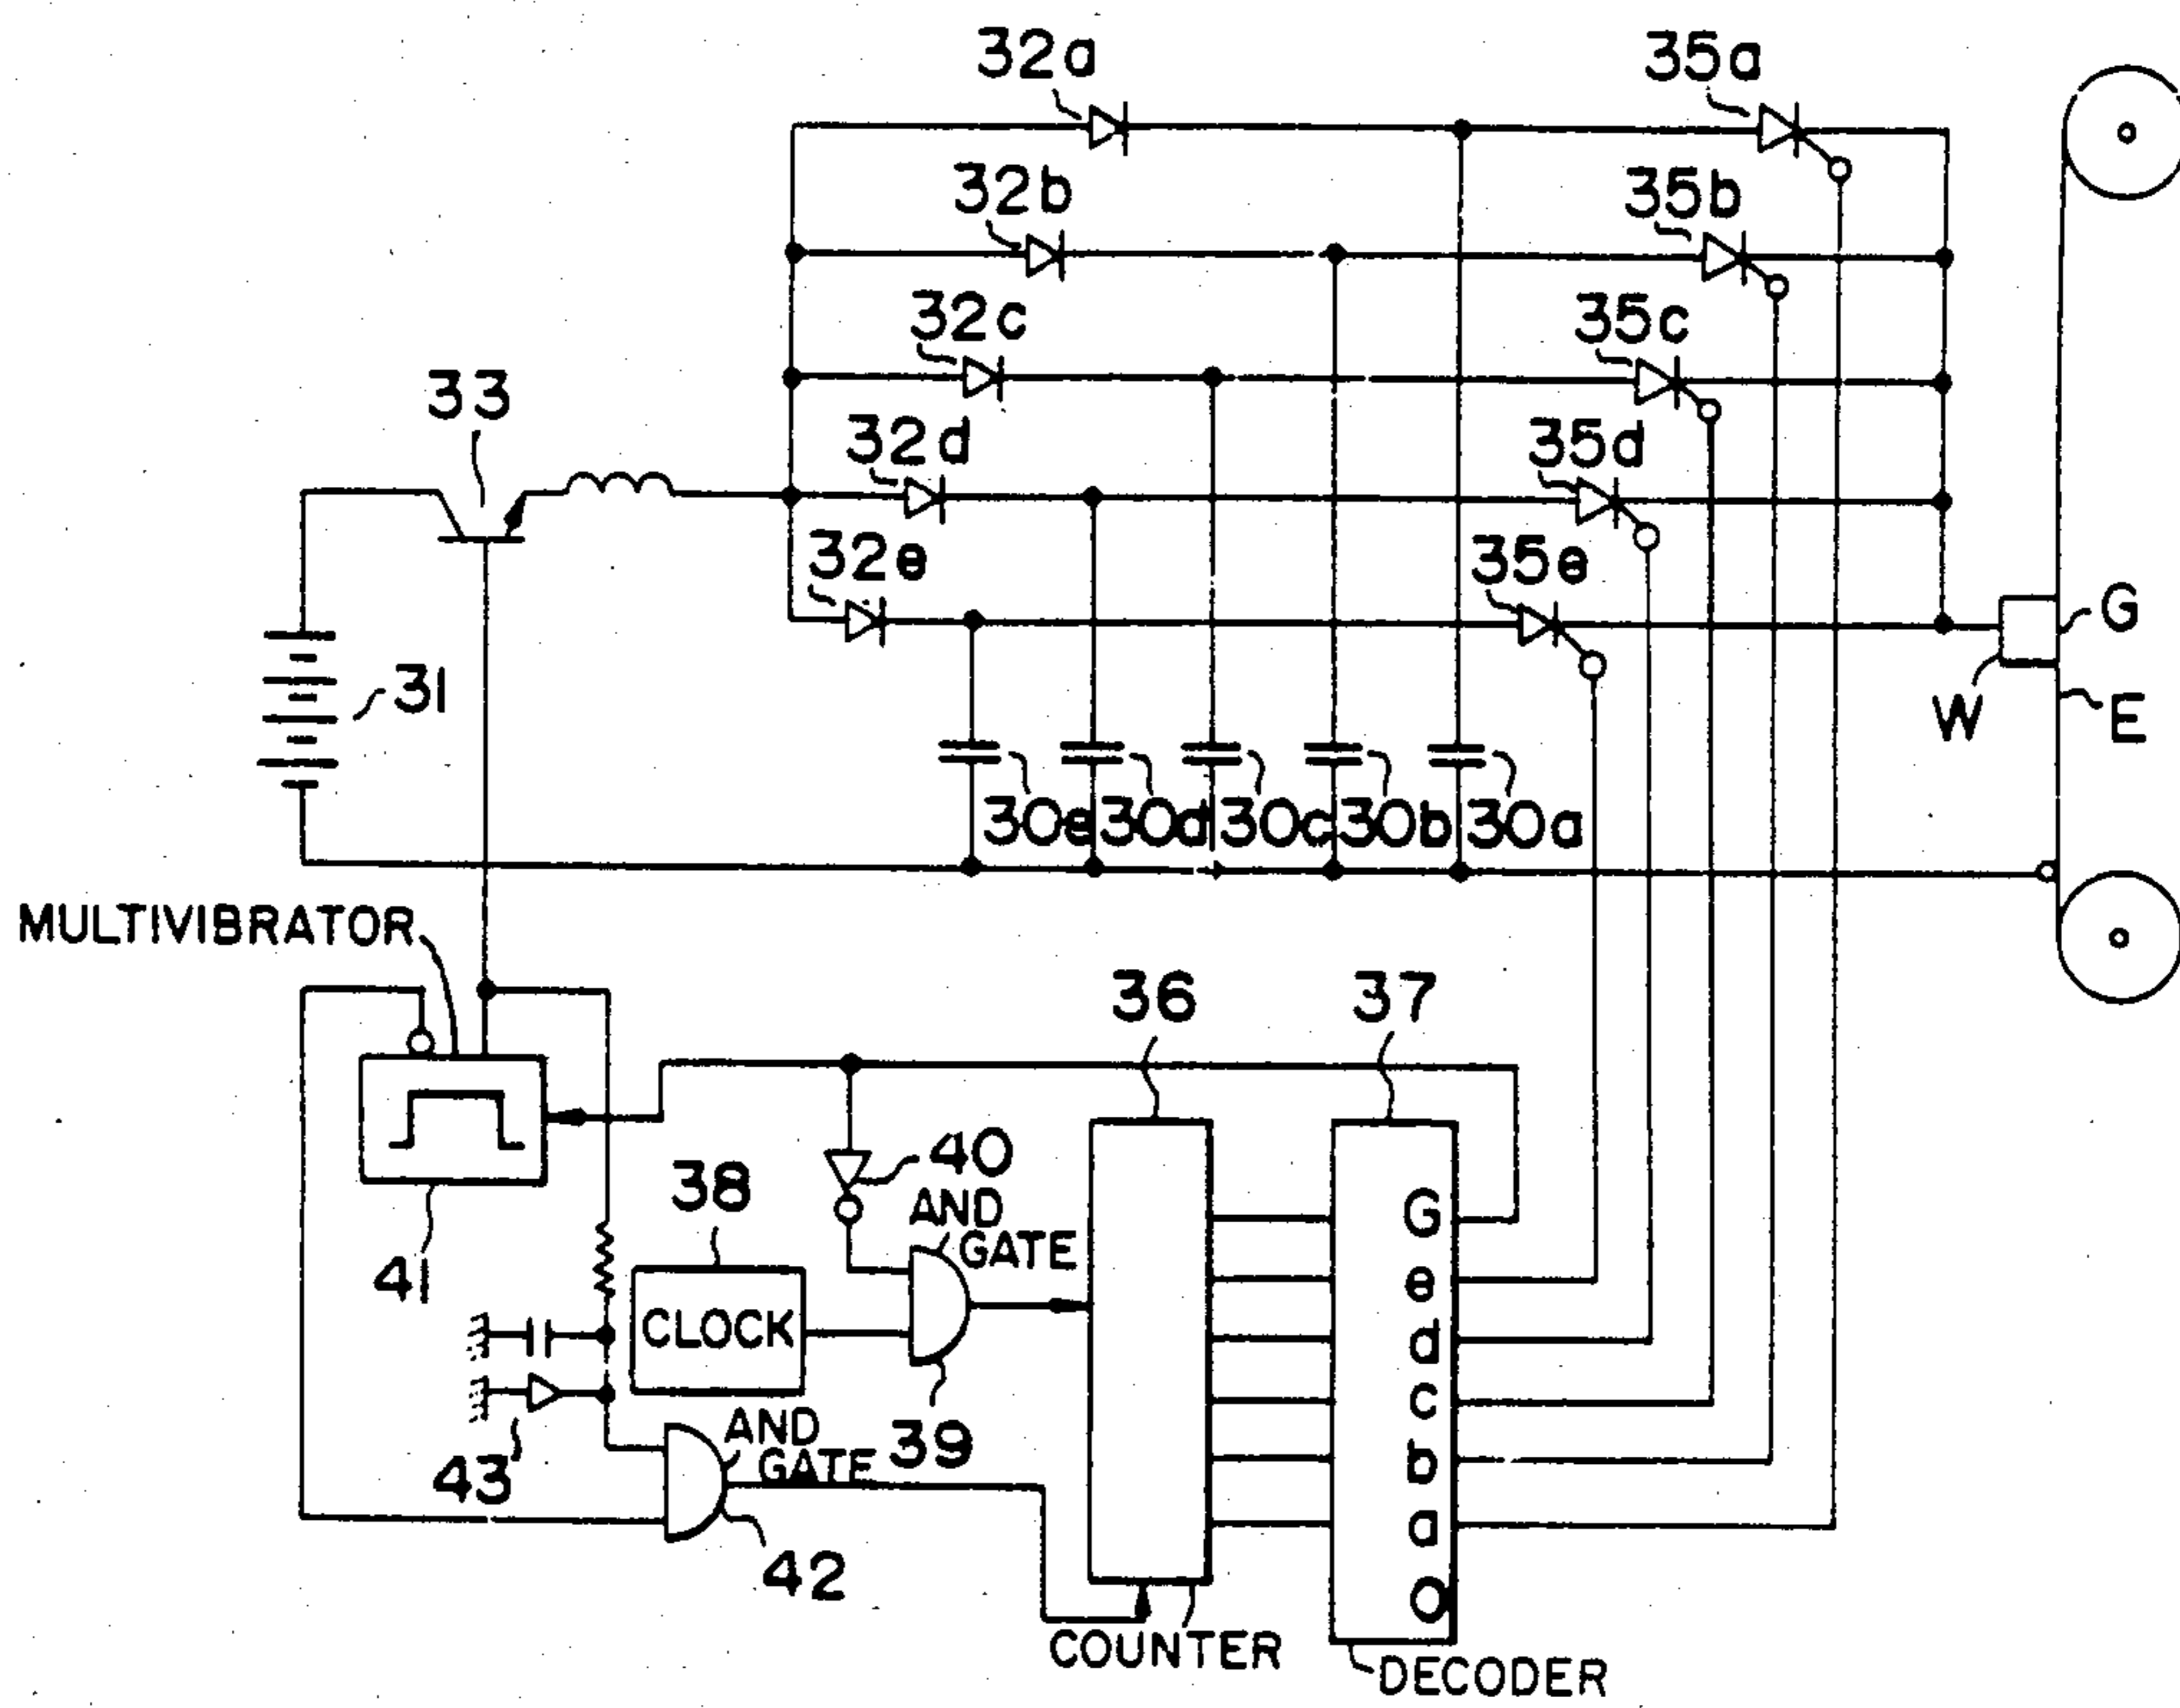 32a
35a
32b
35b
32c
35c
33
32d
35d
32e
35e
G
31
W
E
30e 30d 30c 30b 30a
MULTIVIBRATOR
36
37
40
38
AND
GATE
G
41
CLOCK
e
d
c
39
AND
GATE
43
b
a
42
O
COUNTER
DECODER